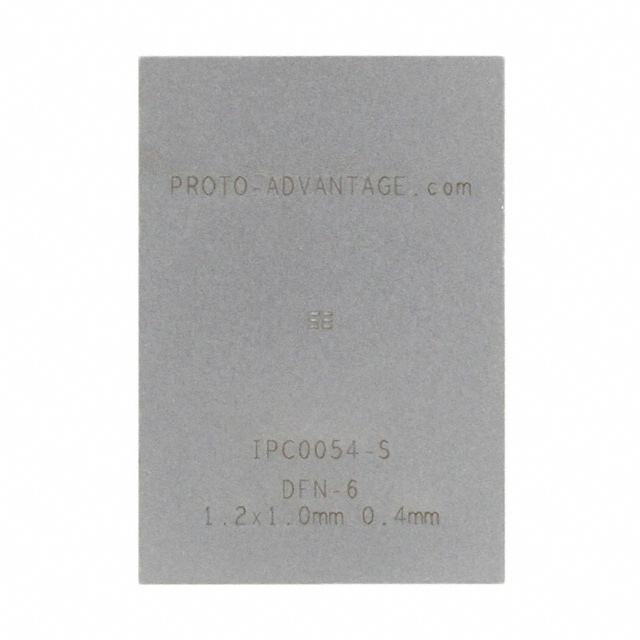 PROTO-ADVANTAGE.com
IPC0054-S
DFN-6
1.2x1.0mm 0.4mm